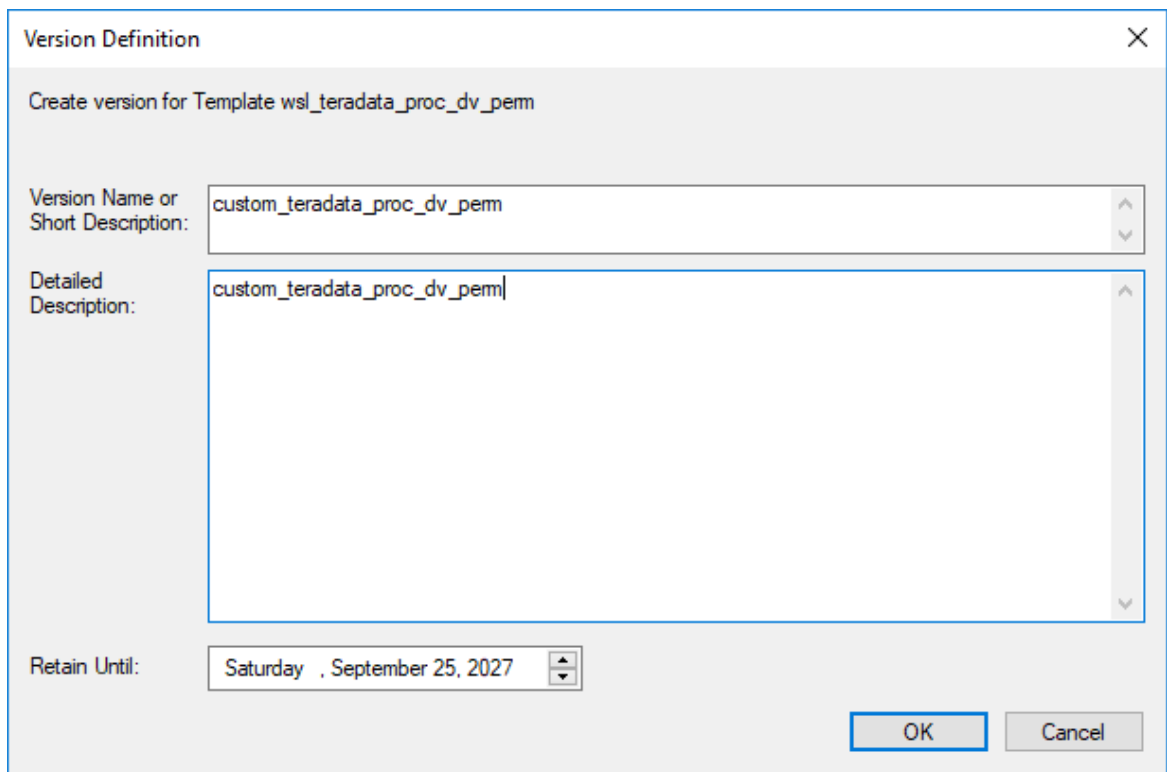 Version Definition
Create version for Template wsl_teradata_proc_dv_perm
Version Name or
Short Description:
custom_teradata_proc_dv_perm
Detailed
Description:
custom_teradata_proc_dv_perm
Retain Until:
Saturday , September 25, 2027
OK
Cancel